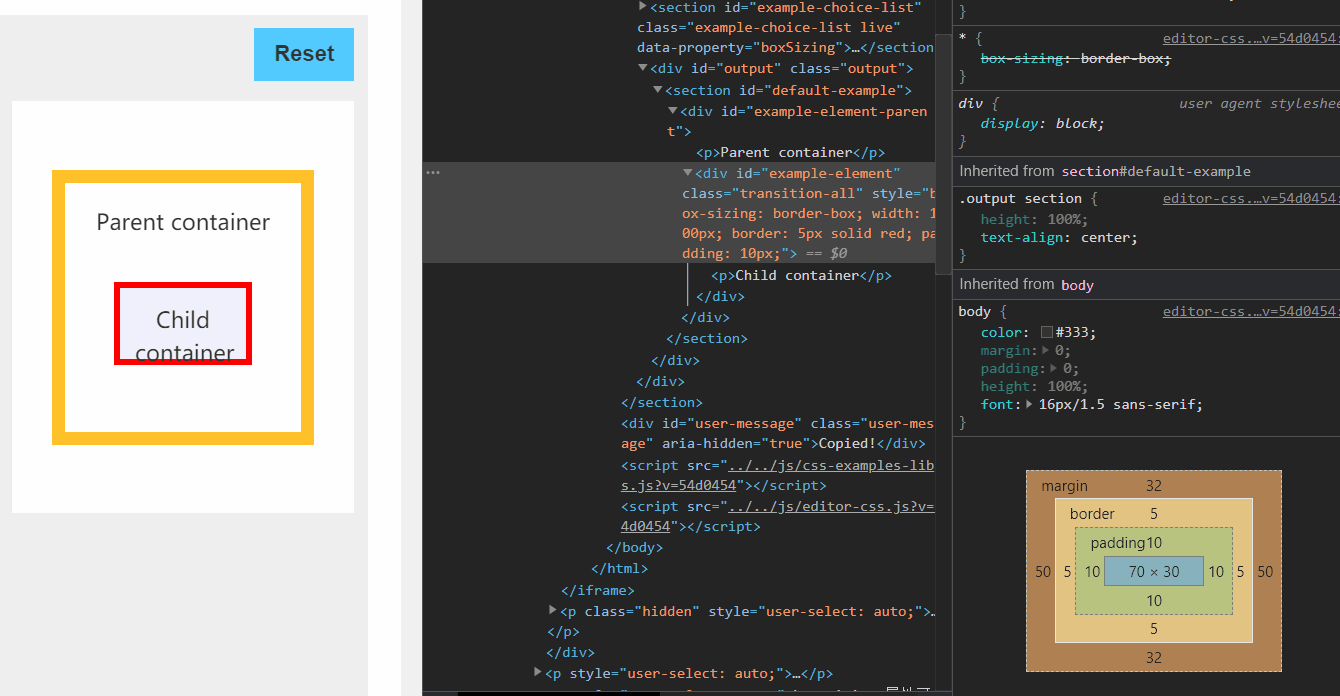 Reset
Parent container
Child
container
<section id="example-choice-list"
class="example-choice-list live"
data-property="boxSizing">…</section
<div id="output" class="output">
<section id="default-example">
<div id="example-element-paren
t">
<p>Parent container</p>
<div id="example-element"
class="transition-all" style="b
ox-sizing: border-box; width: 1
00px; border: 5px solid red; pa
dding: 10px;"> == $0
<p>Child container</p>
</div>
</div>
</section>
</div>
</div>
</section>
<div id="user-message" class="user-mes
age" aria-hidden="true">Copied!</div>
<script src="../../js/css-examples-lib
s.js?v=54d0454"></script>
<script src="../../js/editor-css.js?v=
4d0454"></script>
</body>
</html>
</iframe>
<p class="hidden" style="user-select: auto;">…
</p>
</div>
<p style="user-select: auto;">…</p>
}
* { editor-css.…v=54d0454:
box-sizing: border-box;
}
div { user agent styleshee
display: block;
}
Inherited from section#default-example
.output section { editor-css.…v=54d0454:
height: 100%;
text-align: center;
}
Inherited from body
body { editor-css.…v=54d0454:
color: #333;
margin: 0;
padding: 0;
height: 100%;
font: 16px/1.5 sans-serif;
}
margin 32
border 5
padding10
50 5 10 70 × 30 10 5 50
10
5
32